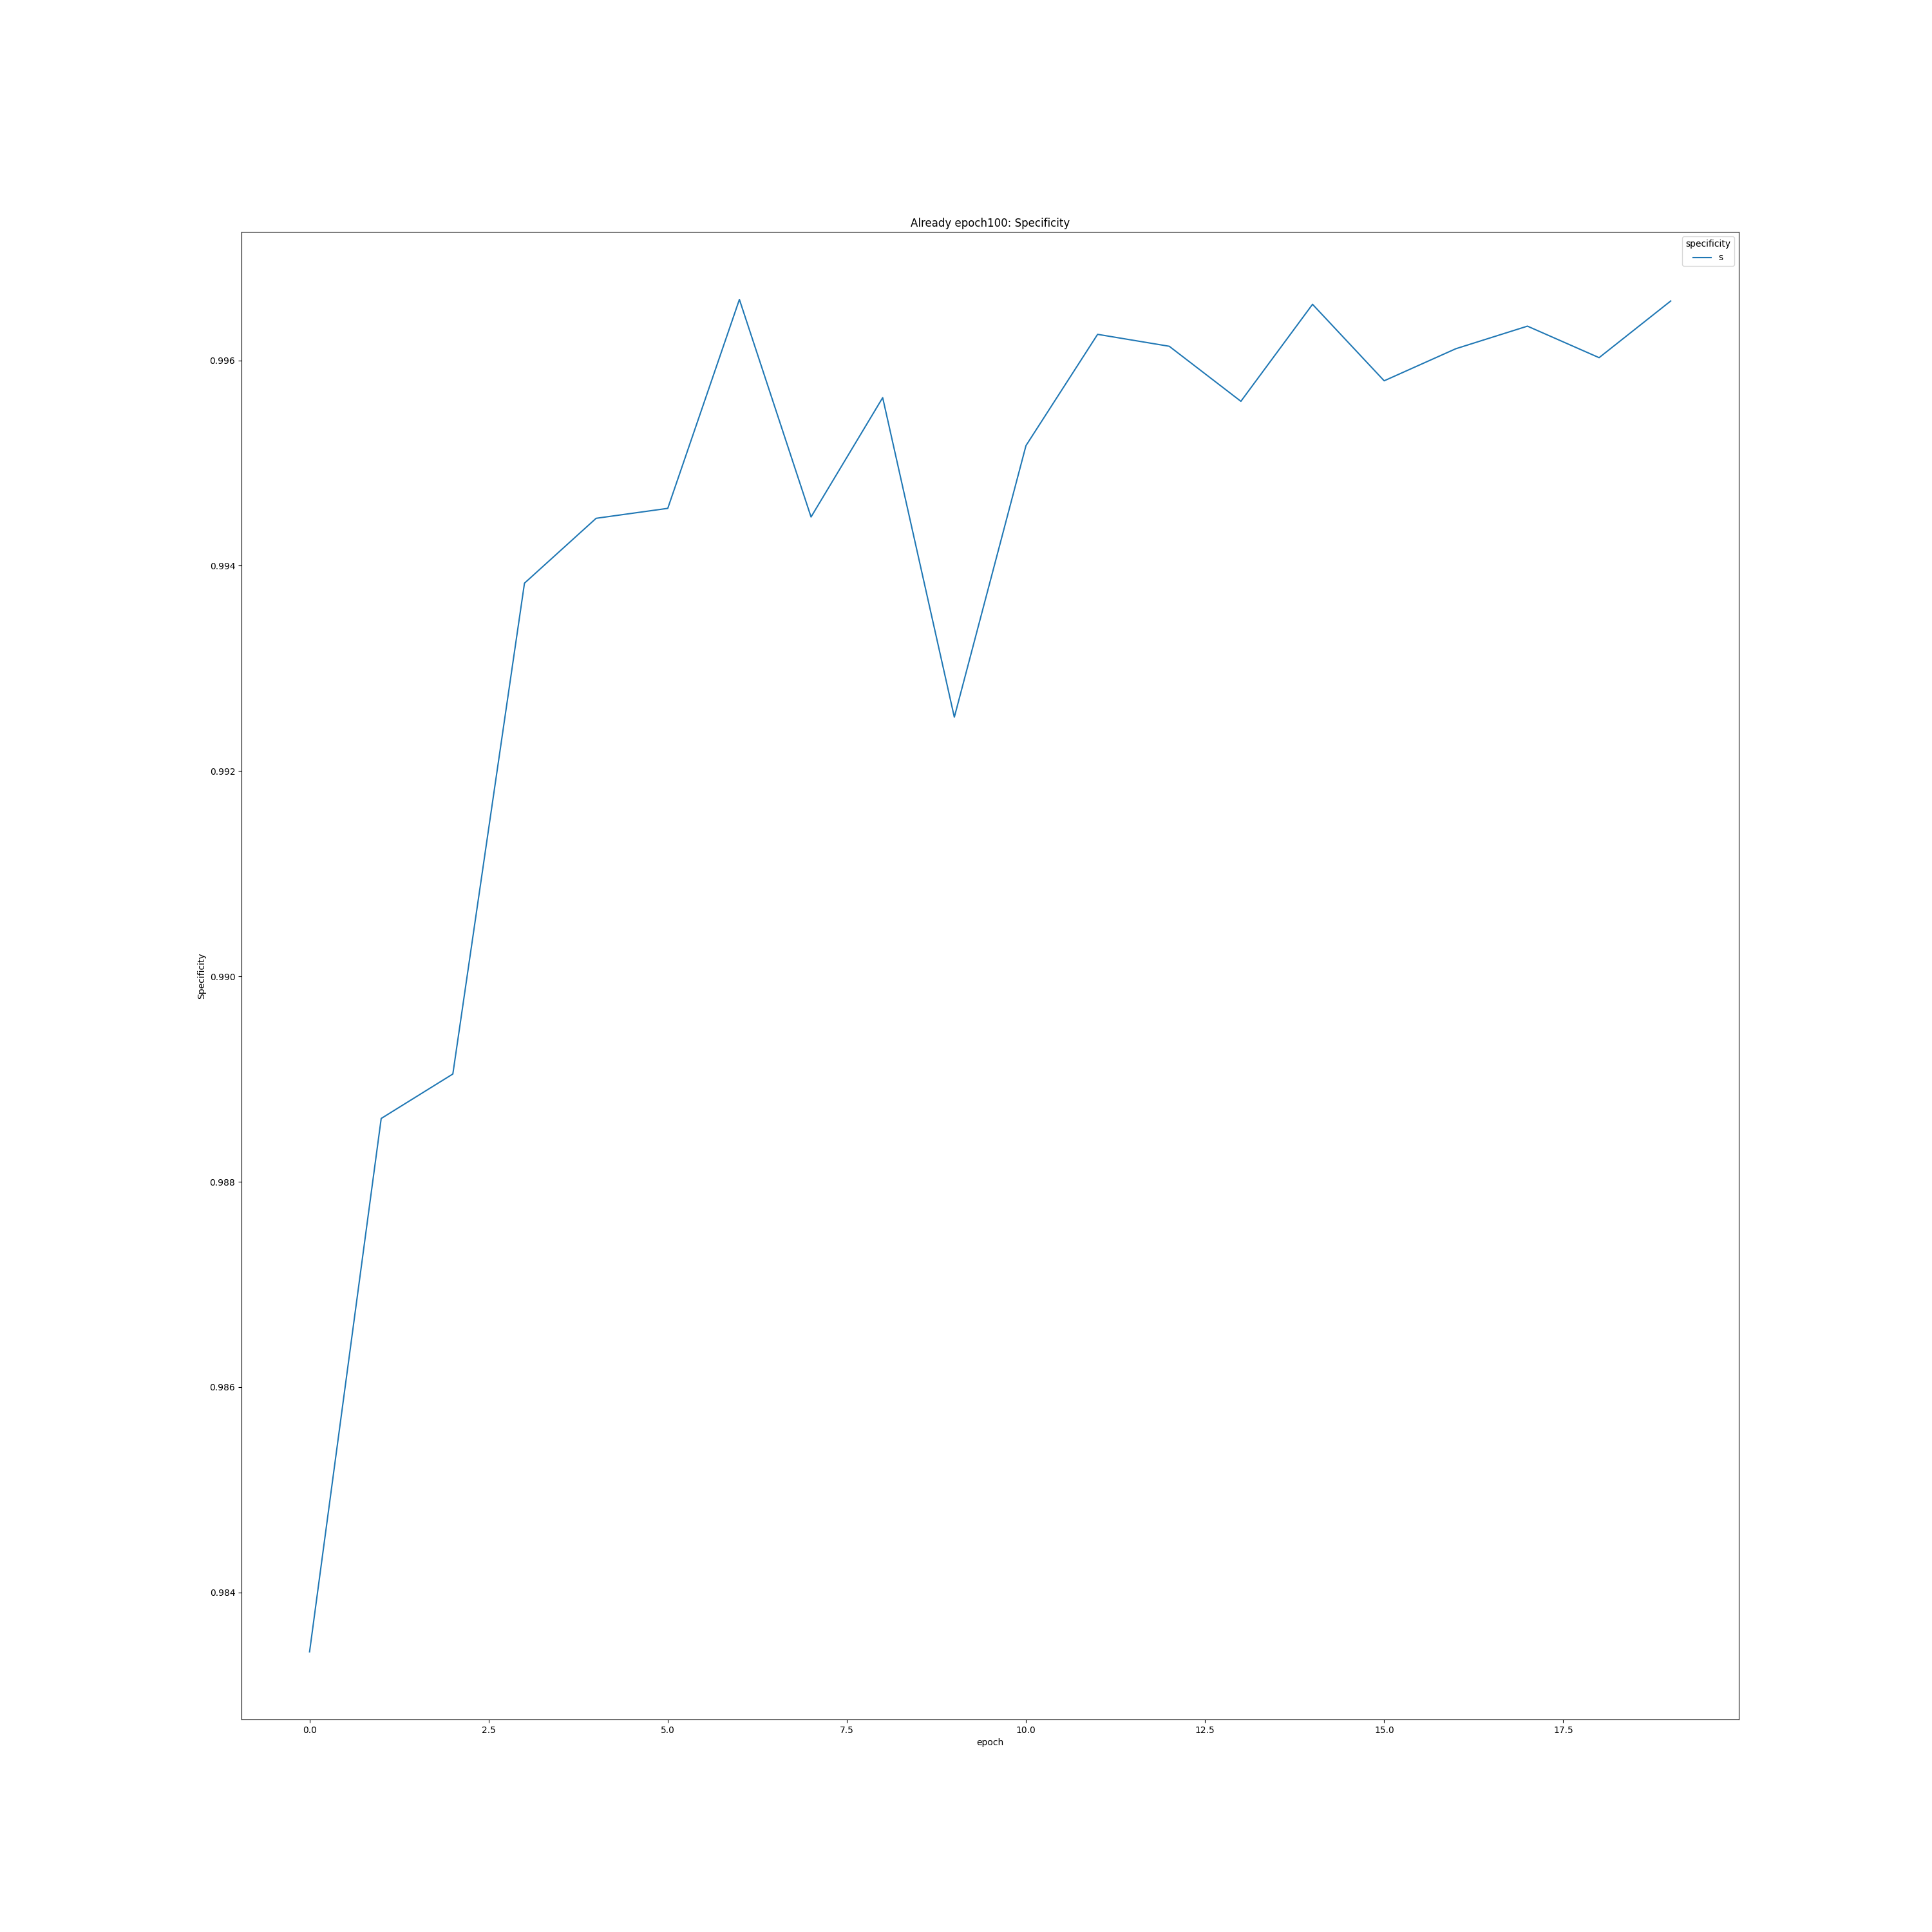 Already epoch100: Specificity
specificity
s
0.996
0.994
0.992
0.990
0.988
0.986
0.984
Specificity
0.0 2.5 5.0 7.5 10.0 12.5 15.0 17.5
epoch